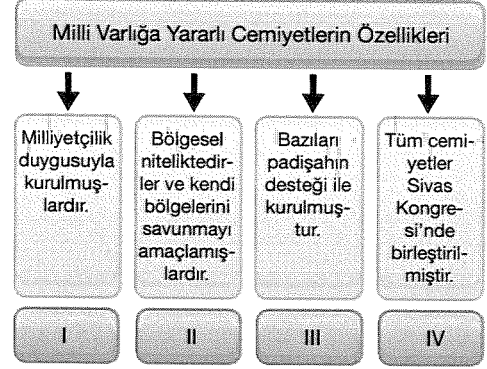 Milli Varlığa Yararlı Cemiyetlerin Özellikleri
Milliyetçilik
duygusuyla
kurulmuş-
lardır.
Bölgesel
niteliktedir-
ler ve kendi
bölgelerini
savunmayı
amaçlamış-
lardır.
Bazıları
padişahın
desteği ile
kurulmuş-
tur.
Tüm cemi-
yetler
Sivas
Kongre-
si'nde
birleştiril-
miştir.
I
II
III
IV